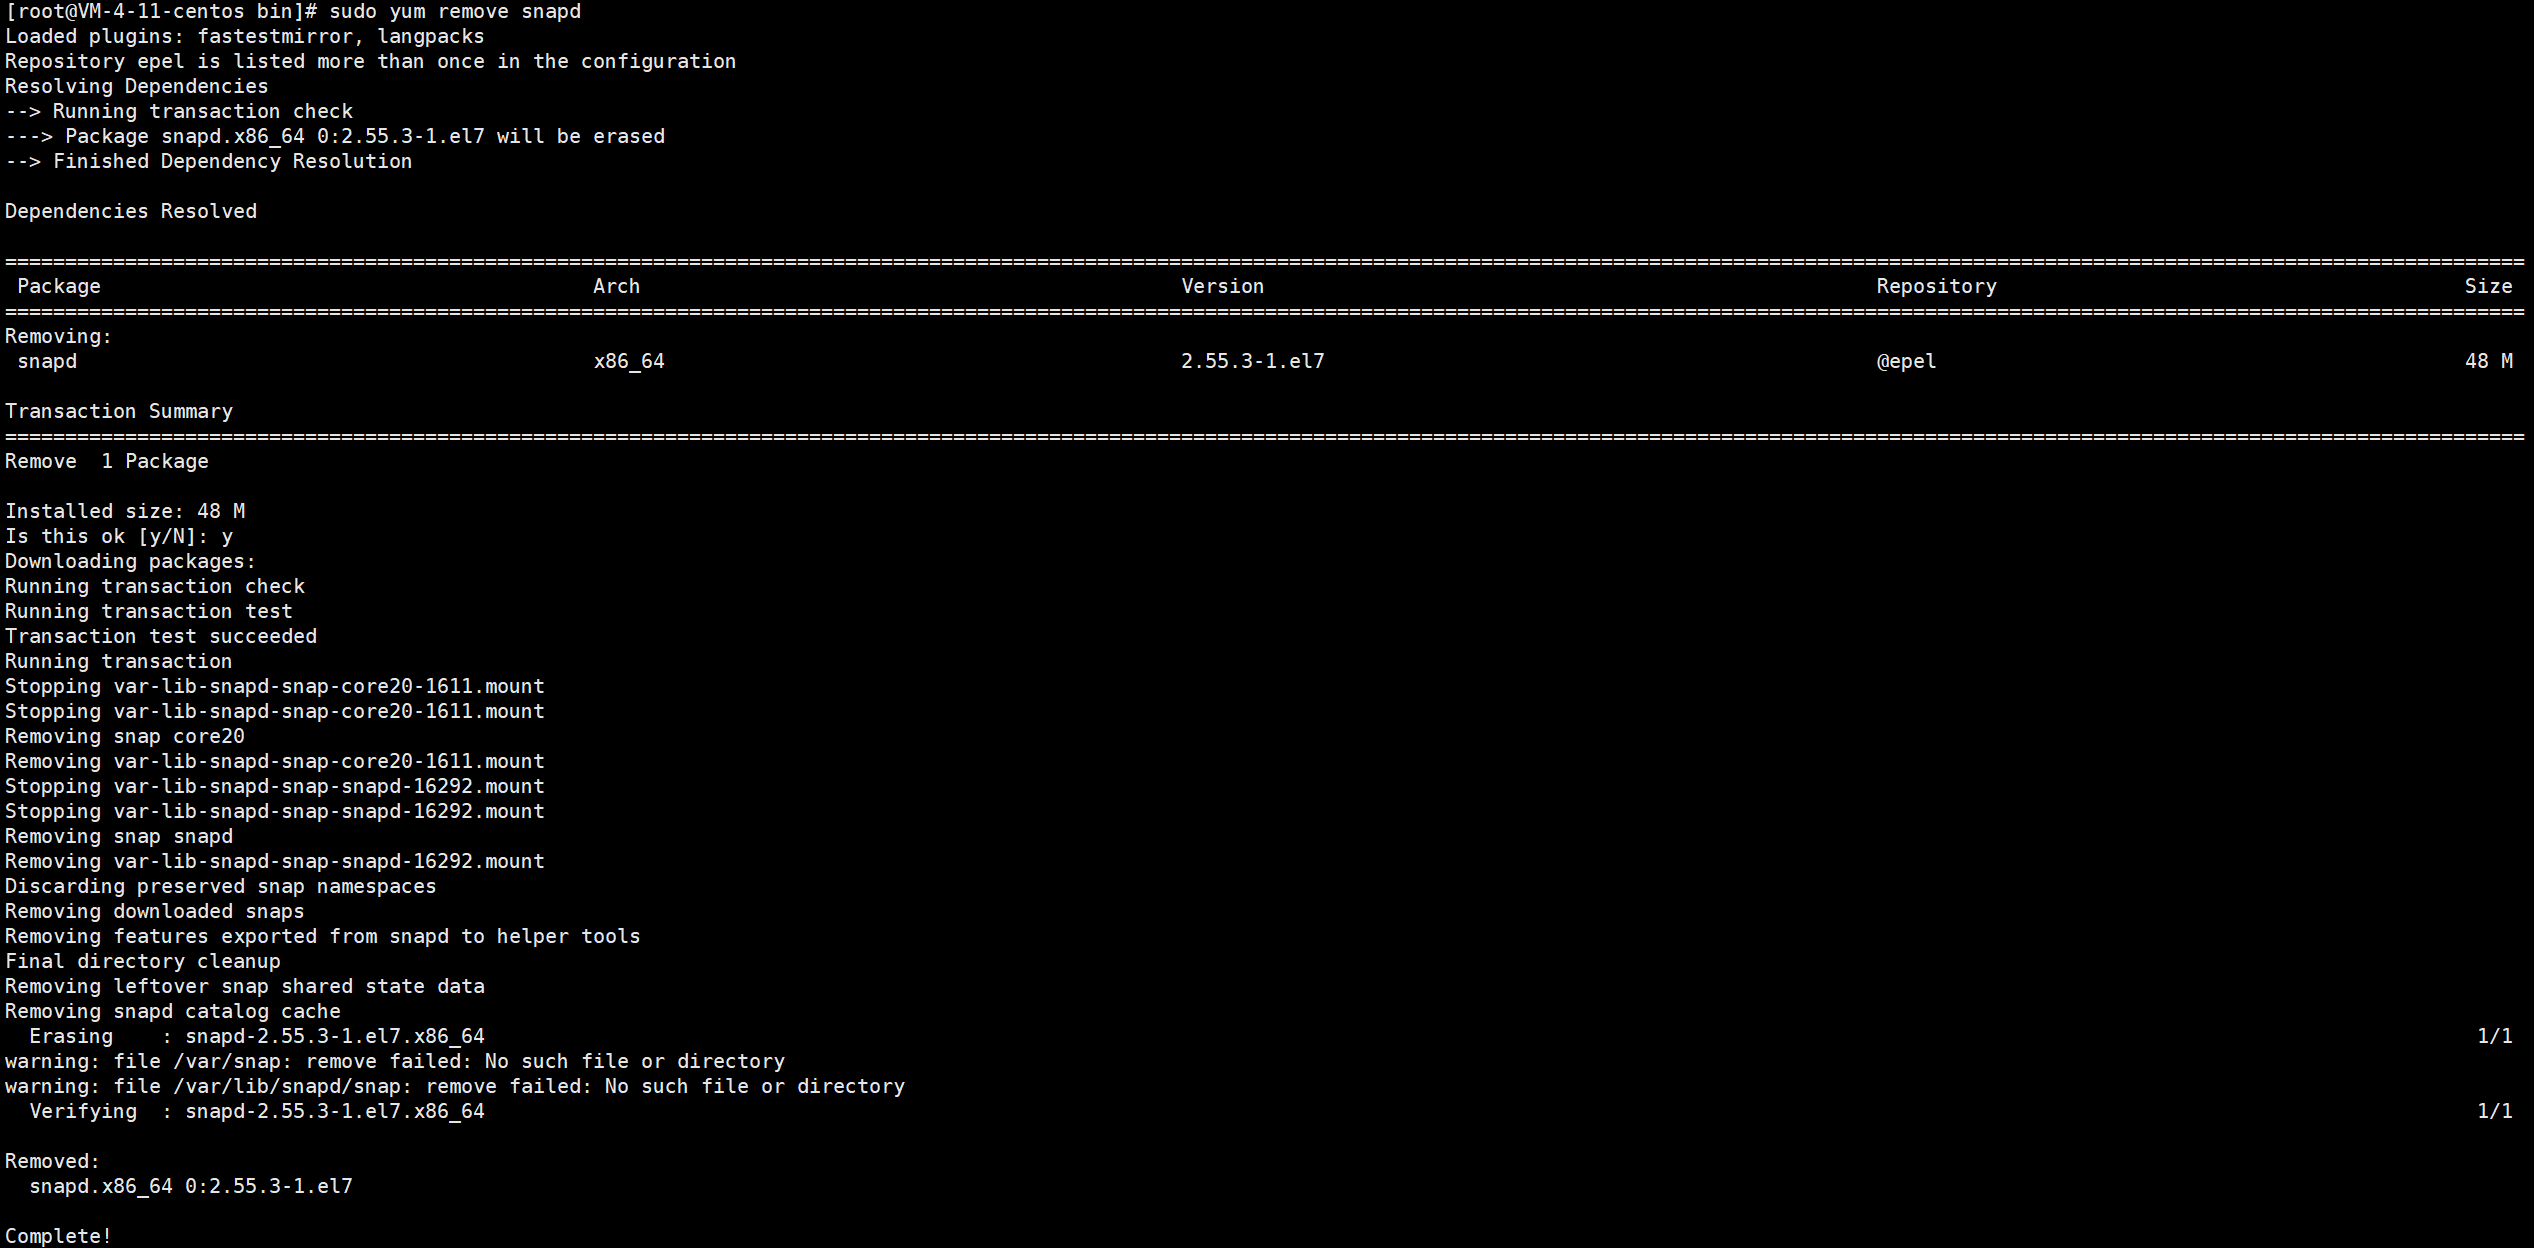 [root@VM-4-11-centos bin]# sudo yum remove snapd
Loaded plugins: fastestmirror, langpacks
Repository epel is listed more than once in the configuration
Resolving Dependencies
--> Running transaction check
---> Package snapd.x86_64 0:2.55.3-1.el7 will be erased
--> Finished Dependency Resolution
Dependencies Resolved
================================================================================
Package Arch Version Repository Size
================================================================================
Removing:
snapd x86_64 2.55.3-1.el7 @epel 48 M
Transaction Summary
================================================================================
Remove  1 Package
Installed size: 48 M
Is this ok [y/N]: y
Downloading packages:
Running transaction check
Running transaction test
Transaction test succeeded
Running transaction
Stopping var-lib-snapd-snap-core20-1611.mount
Stopping var-lib-snapd-snap-core20-1611.mount
Removing snap core20
Removing var-lib-snapd-snap-core20-1611.mount
Stopping var-lib-snapd-snap-snapd-16292.mount
Stopping var-lib-snapd-snap-snapd-16292.mount
Removing snap snapd
Removing var-lib-snapd-snap-snapd-16292.mount
Discarding preserved snap namespaces
Removing downloaded snaps
Removing features exported from snapd to helper tools
Final directory cleanup
Removing leftover snap shared state data
Removing snapd catalog cache
  Erasing    : snapd-2.55.3-1.el7.x86_64 1/1
warning: file /var/snap: remove failed: No such file or directory
warning: file /var/lib/snapd/snap: remove failed: No such file or directory
  Verifying  : snapd-2.55.3-1.el7.x86_64 1/1
Removed:
  snapd.x86_64 0:2.55.3-1.el7
Complete!